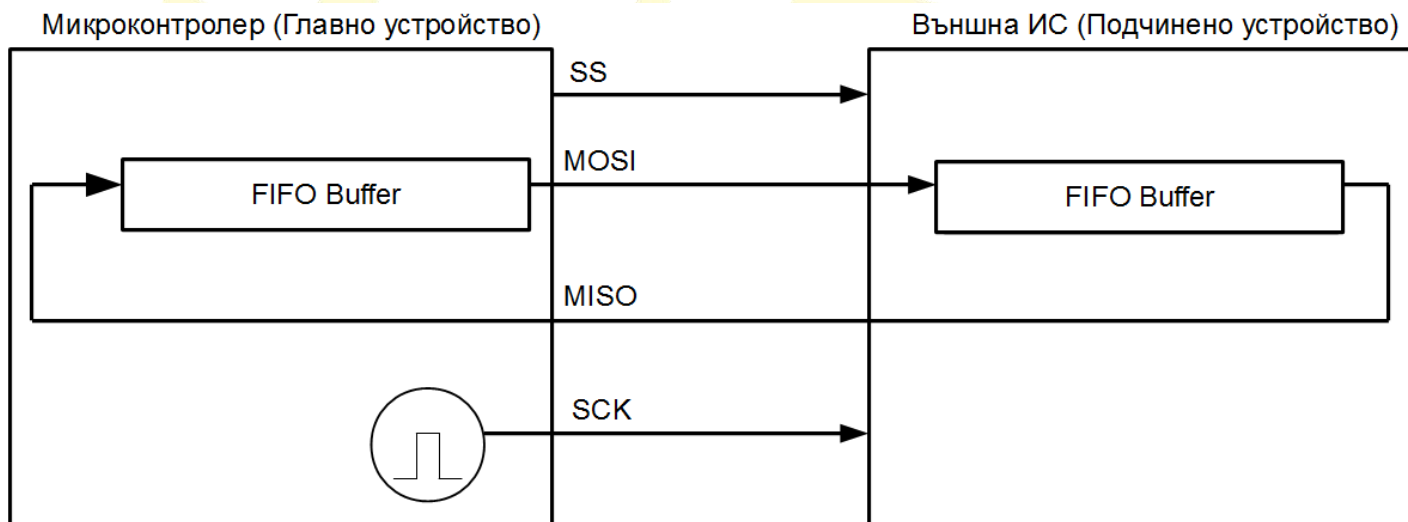 Микроконтролер (Главно устройство)
Външна ИС (Подчинено устройство)
SS
MOSI
FIFO Buffer
FIFO Buffer
MISO
SCK